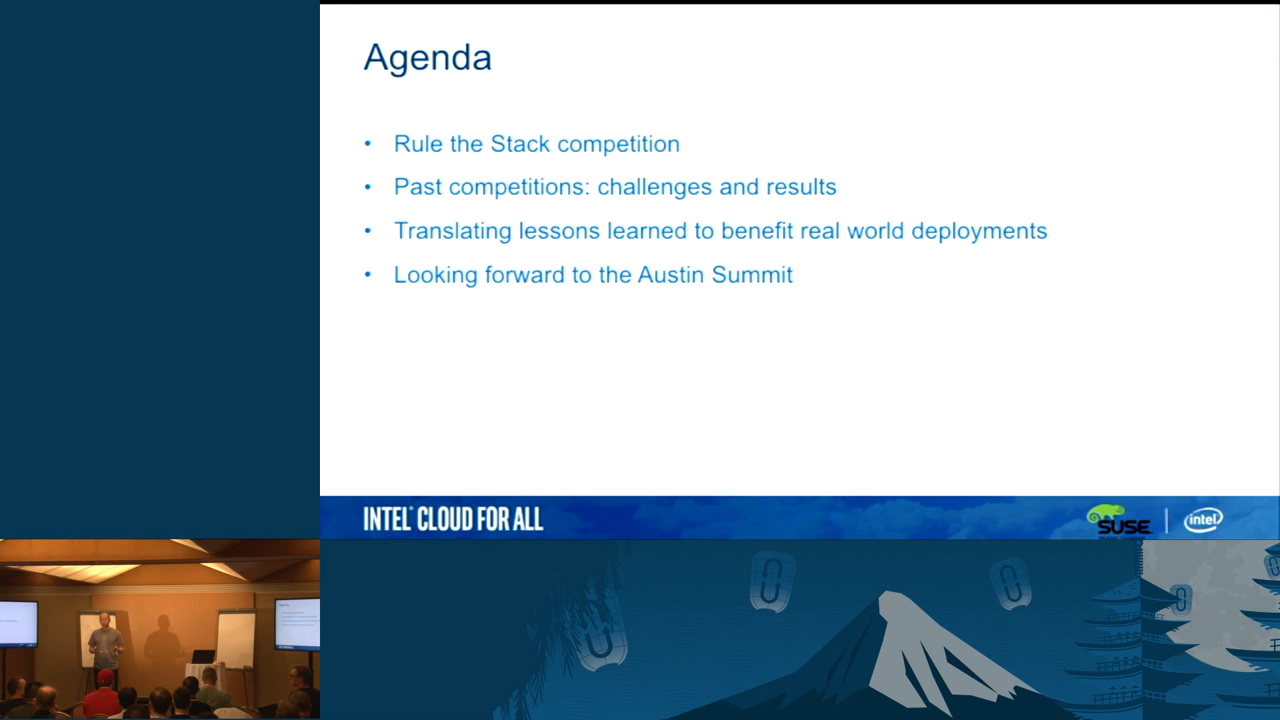 Agenda
• Rule the Stack competition
• Past competitions: challenges and results
• Translating lessons learned to benefit real world deployments
• Looking forward to the Austin Summit
INTEL® CLOUD FOR ALL
SUSE
intel